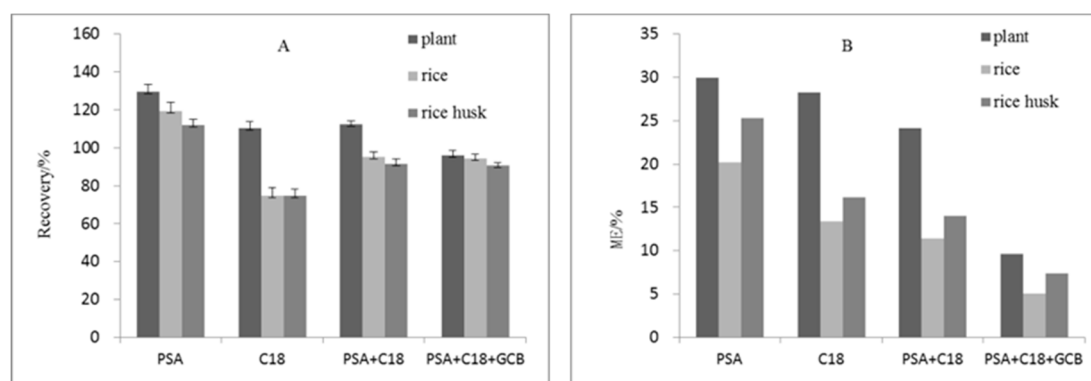 A
160
140
120
100
80
60
40
20
0
Recovery/%
plant
rice
rice husk
PSA
C18
PSA+C18
PSA+C18+GCB
B
35
30
25
20
15
10
5
0
ME/%
plant
rice
rice husk
PSA
C18
PSA+C18
PSA+C18+GCB